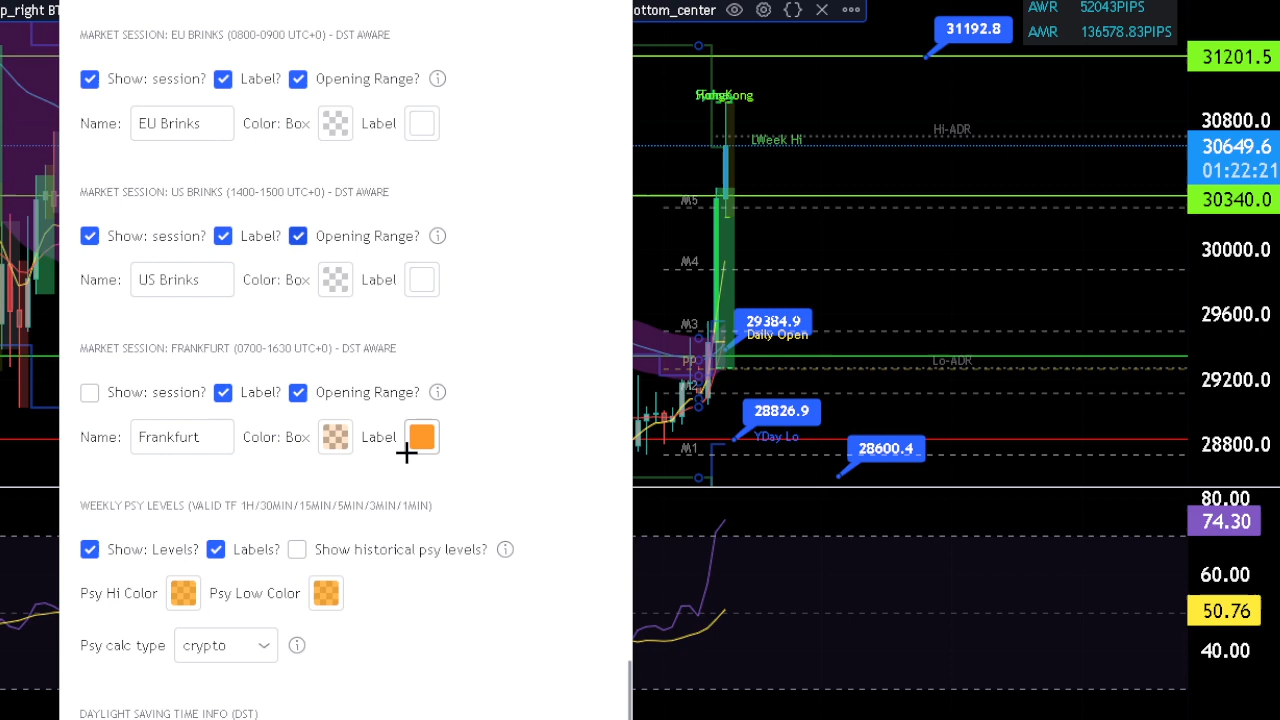 p_right BT
MARKET SESSION: EU BRINKS (0800-0900 UTC+0) - DST AWARE
Show: session? Label? Opening Range?
Name: EU Brinks Color: Box Label
MARKET SESSION: US BRINKS (1400-1500 UTC+0) - DST AWARE
Show: session? Label? Opening Range?
Name: US Brinks Color: Box Label
MARKET SESSION: FRANKFURT (0700-1630 UTC+0) - DST AWARE
Show: session? Label? Opening Range?
Name: Frankfurt Color: Box Label
WEEKLY PSY LEVELS (VALID TF 1H/30MIN/15MIN/5MIN/3MIN/1MIN)
Show: Levels? Labels? Show historical psy levels?
Psy Hi Color Psy Low Color
Psy calc type crypto
DAYLIGHT SAVING TIME INFO (DST)
ottom_center
AWR 52043PIPS
AMR 136578.83PIPS
31192.8
31201.5
30800.0
Hi-ADR
LWeek Hi
30649.6
01:22:21
30340.0
M5
30000.0
M4
29600.0
M3
29384.9
Daily Open
PP
Lo-ADR
29200.0
M2
28826.9
YDay Lo
28800.0
M1
28600.4
80.00
74.30
60.00
50.76
40.00